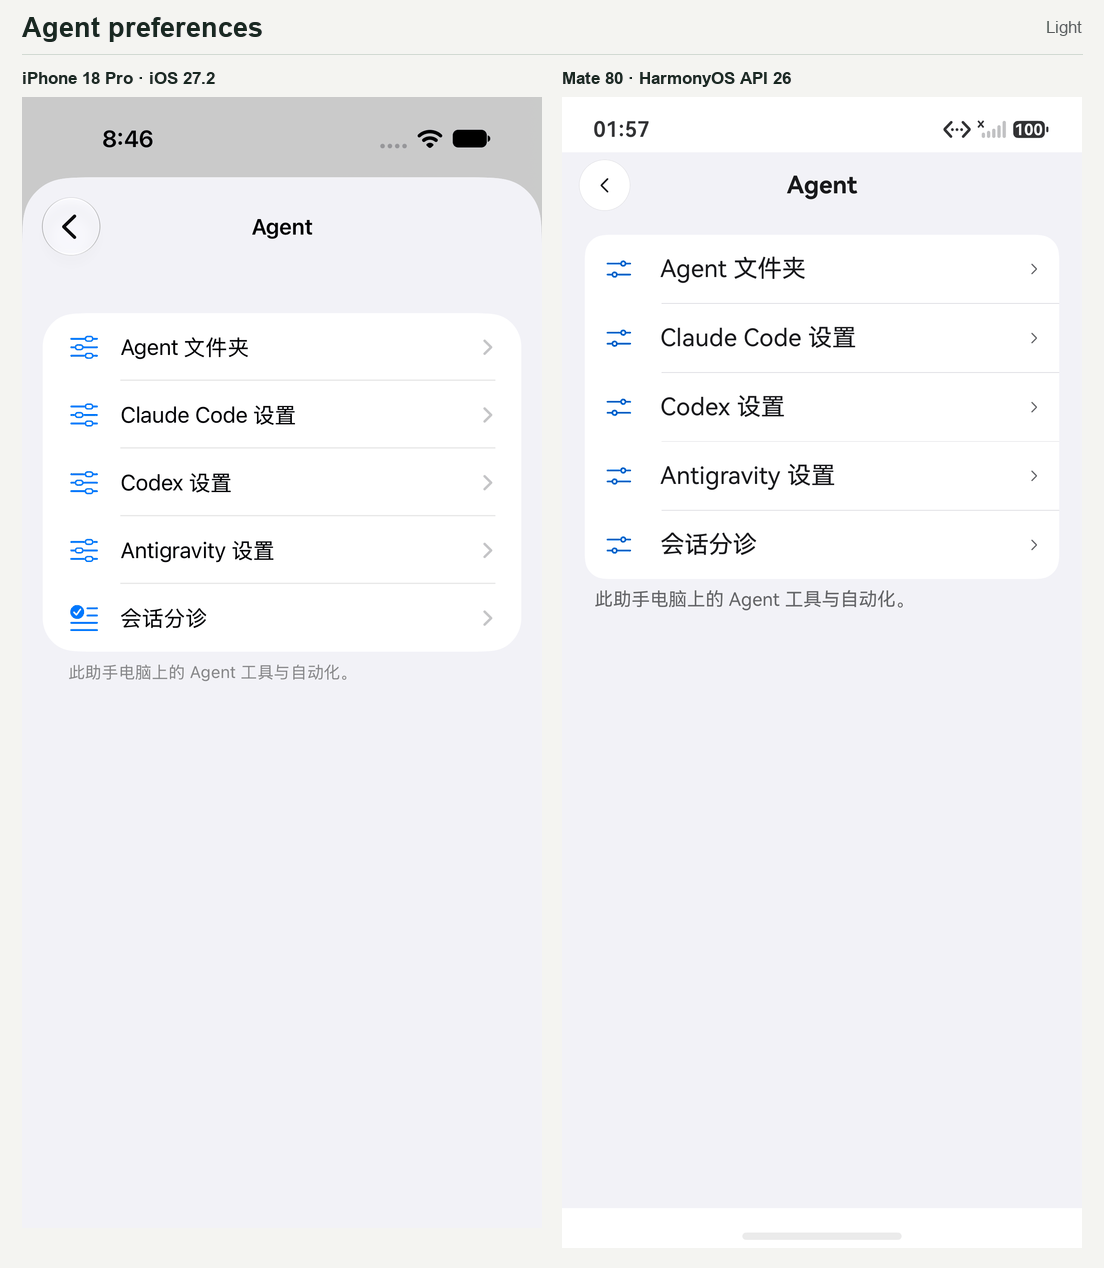 Agent preferences
Light
iPhone 18 Pro · iOS 27.2
8:46
Agent
Agent 文件夹
Claude Code 设置
Codex 设置
Antigravity 设置
会话分诊
此助手电脑上的 Agent 工具与自动化。
Mate 80 · HarmonyOS API 26
01:57
100
Agent
Agent 文件夹
Claude Code 设置
Codex 设置
Antigravity 设置
会话分诊
此助手电脑上的 Agent 工具与自动化。